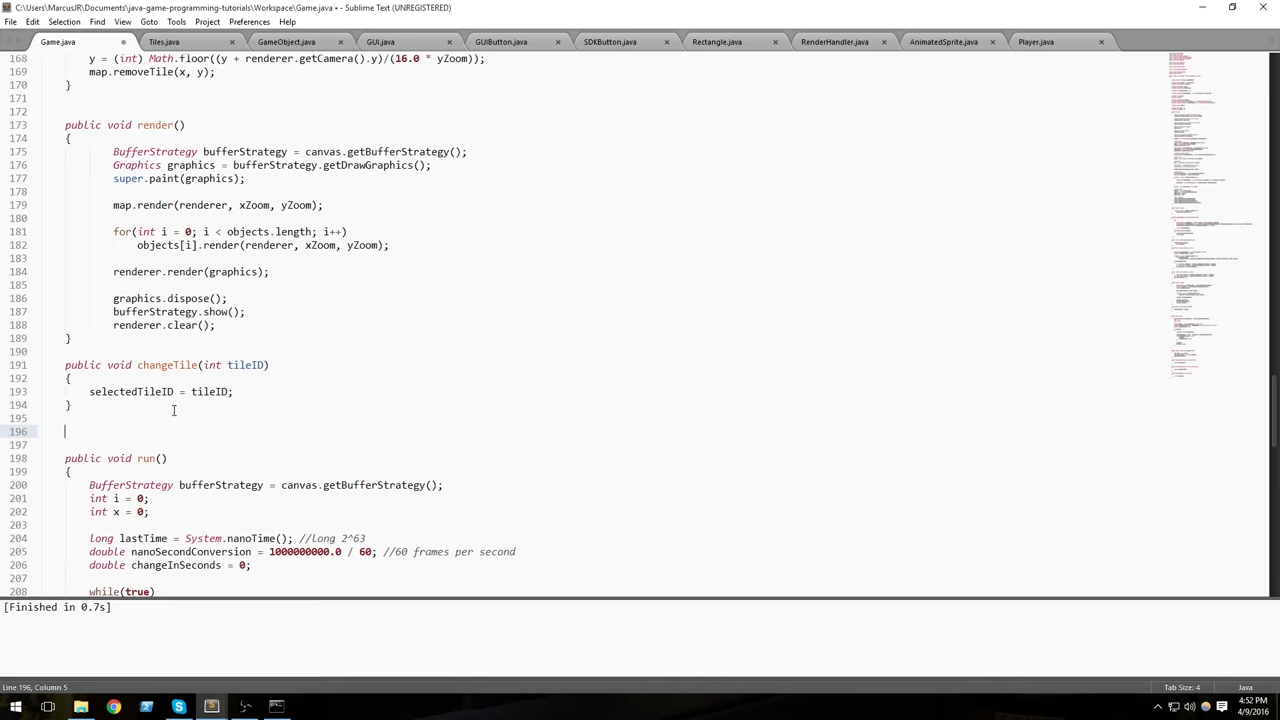 C:\Users\MarcusJR\Documents\java-game-programming-tutorials\Workspace\Game.java • - Sublime Text (UNREGISTERED)
File Edit Selection Find View Goto Tools Project Preferences Help
Game.java Tiles.java GameObject.java GUI.java GUIButton.java SDKButton.java Rectangle.java RenderHandler.java AnimatedSprite.java Player.java
168 y = (int) Math.floor((y + renderer.getCamera().y)/(16.0 * yZoom));
169 map.removeTile(x, y);
170 }
171
172 public void render()
173 {
174
175 BufferStrategy bufferStrategy = canvas.getBufferStrategy();
176 Graphics graphics = bufferStrategy.getDrawGraphics();
177 super.paint(graphics);
178
179 map.render(renderer, xZoom, yZoom);
180
181 for(int i = 0; i < objects.length; i++)
182 objects[i].render(renderer, xZoom, yZoom);
183
184 renderer.render(graphics);
185
186 graphics.dispose();
187 bufferStrategy.show();
188 renderer.clear();
189 }
190
191 public void changeTile(int tileID)
192 {
193 selectedTileID = tileID;
194 }
195
196
197
198 public void run()
199 {
200 BufferStrategy bufferStrategy = canvas.getBufferStrategy();
201 int i = 0;
202 int x = 0;
203
204 long lastTime = System.nanoTime(); //long 2^63
205 double nanoSecondConversion = 1000000000.0 / 60; //60 frames per second
206 double changeInSeconds = 0;
207
208 while(true)
[Finished in 0.7s]
Line 196, Column 5 Tab Size: 4 Java
4:52 PM
4/9/2016